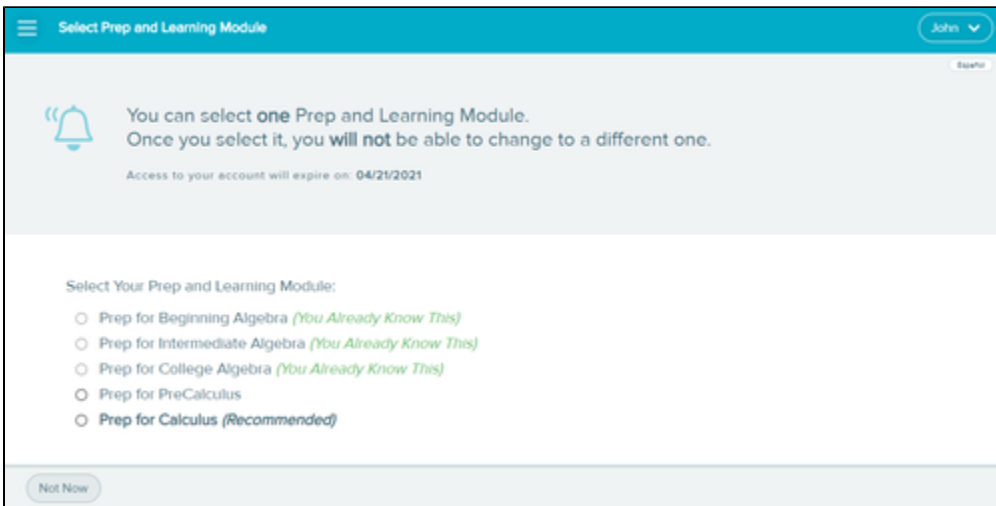 Select Prep and Learning Module
John
Español
You can select one Prep and Learning Module.
Once you select it, you will not be able to change to a different one.
Access to your account will expire on: 04/21/2021
Select Your Prep and Learning Module:
Prep for Beginning Algebra (You Already Know This)
Prep for Intermediate Algebra (You Already Know This)
Prep for College Algebra (You Already Know This)
Prep for PreCalculus
Prep for Calculus (Recommended)
Not Now